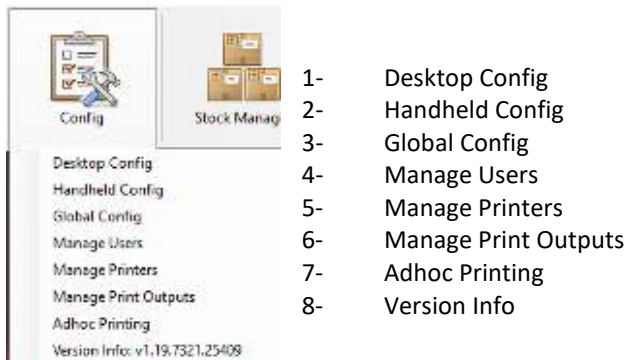 Config
Stock Manag
Desktop Config
Handheld Config
Global Config
Manage Users
Manage Printers
Manage Print Outputs
Adhoc Printing
Version Info: v1.19.7321.25409
1- Desktop Config
2- Handheld Config
3- Global Config
4- Manage Users
5- Manage Printers
6- Manage Print Outputs
7- Adhoc Printing
8- Version Info